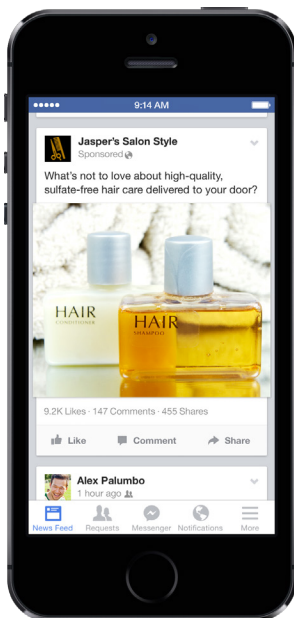 9:14 AM
Jasper's Salon Style
Sponsored
What's not to love about high-quality,
sulfate-free hair care delivered to your door?
HAIR
CONDITIONER
HAIR
SHAMPOO
9.2K Likes · 147 Comments · 455 Shares
Like Comment Share
Alex Palumbo
1 hour ago
News Feed Requests Messenger Notifications More